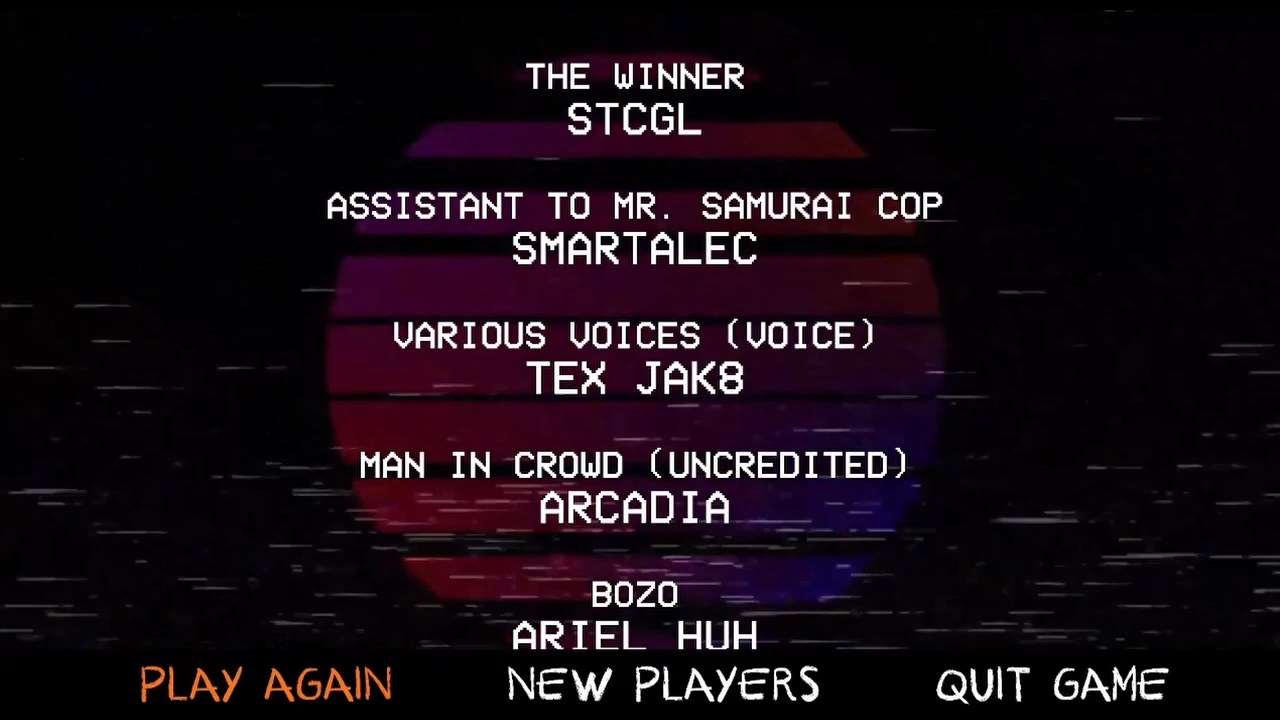 THE WINNER
STCGL
ASSISTANT TO MR. SAMURAI COP
SMARTALEC
VARIOUS VOICES (VOICE)
TEX JAK8
MAN IN CROWD (UNCREDITED)
ARCADIA
BOZO
ARIEL HUH
PLAY AGAIN NEW PLAYERS QUIT GAME